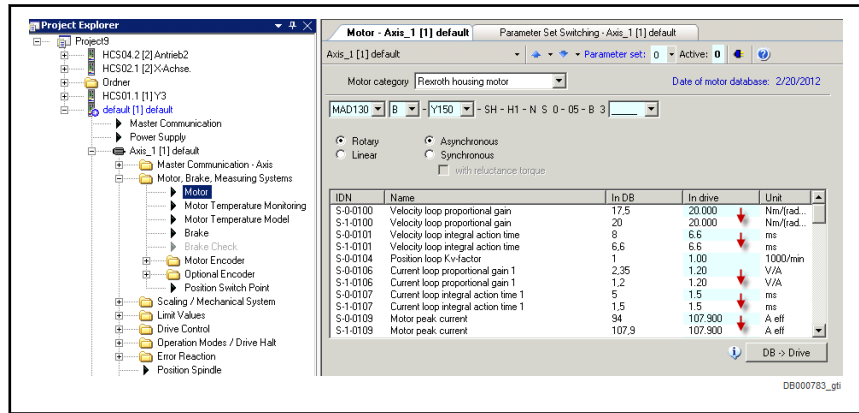 Project Explorer
Project9
HCS04.2 [2] Antrieb2
HCS02.1 [2] X-Achse.
Ordner
HCS01.1 [1] Y3
default [1] default
Master Communication
Power Supply
Axis_1 [1] default
Master Communication - Axis
Motor, Brake, Measuring Systems
Motor
Motor Temperature Monitoring
Motor Temperature Model
Brake
Brake Check
Motor Encoder
Optional Encoder
Position Switch Point
Scaling / Mechanical System
Limit Values
Drive Control
Operation Modes / Drive Halt
Error Reaction
Position Spindle
Motor - Axis_1 [1] default Parameter Set Switching - Axis_1 [1] default
Axis_1 [1] default Parameter set: 0 Active: 0
Motor category Rexroth housing motor Date of motor database: 2/20/2012
MAD130 - B - Y150 - SH - H1 - N S 0 - 05 - B 3 ____
Rotary Asynchronous
Linear Synchronous
with reluctance torque
IDN Name In DB In drive Unit
S-0-0100 Velocity loop proportional gain 17,5 20.000 Nm/(rad...
S-1-0100 Velocity loop proportional gain 20 20.000 Nm/(rad...
S-0-0101 Velocity loop integral action time 8 6.6 ms
S-1-0101 Velocity loop integral action time 6,6 6.6 ms
S-0-0104 Position loop Kv-factor 1 1.00 1000/min
S-0-0106 Current loop proportional gain 1 2,35 1.20 V/A
S-1-0106 Current loop proportional gain 1 1,2 1.20 V/A
S-0-0107 Current loop integral action time 1 5 1.5 ms
S-1-0107 Current loop integral action time 1 1,5 1.5 ms
S-0-0109 Motor peak current 94 107.900 A eff
S-1-0109 Motor peak current 107,9 107.900 A eff
DB -> Drive
DB000783_gti